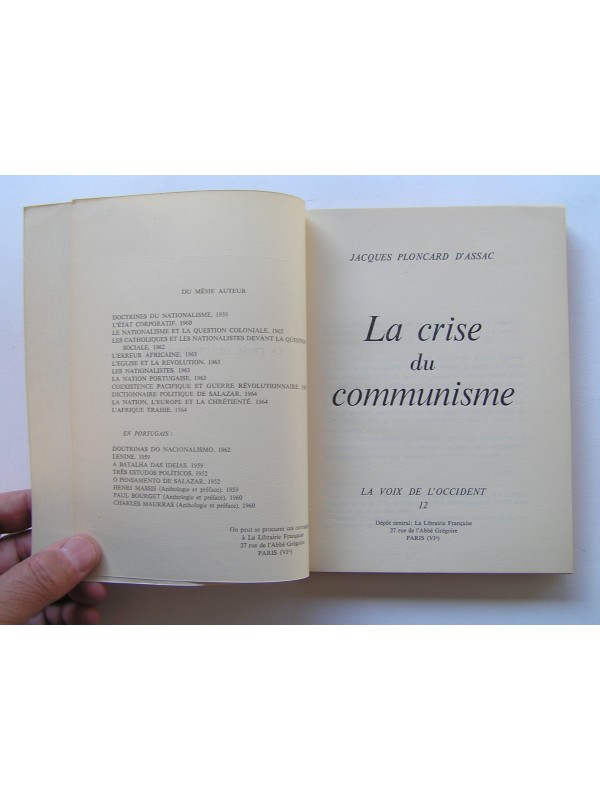 DU MÊME AUTEUR
DOCTRINES DU NATIONALISME. 1959
L'ÉTAT CORPORATIF. 1960
LE NATIONALISME ET LA QUESTION COLONIALE. 1962
LES CATHOLIQUES ET LES NATIONALISTES DEVANT LA QUESTION
SOCIALE. 1962
L'ERREUR AFRICAINE. 1963
L'EGLISE ET LA REVOLUTION. 1963
LES NATIONALISTES. 1963
LA NATION PORTUGAISE. 1963
COEXISTENCE PACIFIQUE ET GUERRE RÉVOLUTIONNAIRE.
DICTIONNAIRE POLITIQUE DE SALAZAR. 1964
LA NATION, L'EUROPE ET LA CHRÉTIENTÉ. 1964
L'AFRIQUE TRAHIE. 1964
EN PORTUGAIS :
DOUTRINAS DO NACIONALISMO. 1962
LENINE. 1959
A BATALHA DAS IDEIAS. 1959
TRÊS ESTUDOS POLÍTICOS. 1952
O PENSAMENTO DE SALAZAR. 1952
HENRI MASSIS (Anthologie et préface). 1959
PAUL BOURGET (Anthologie et préface). 1960
CHARLES MAURRAS (Anthologie et préface). 1960
On peut se procurer ces
à La Librairie Française
27 rue de l'Abbé Grégoire
PARIS (VIe)
JACQUES PLONCARD D'ASSAC
La crise
du
communisme
LA VOIX DE L'OCCIDENT
12
Dépôt central: La Librairie Française
27 rue de l'Abbé Grégoire
PARIS (VIe)